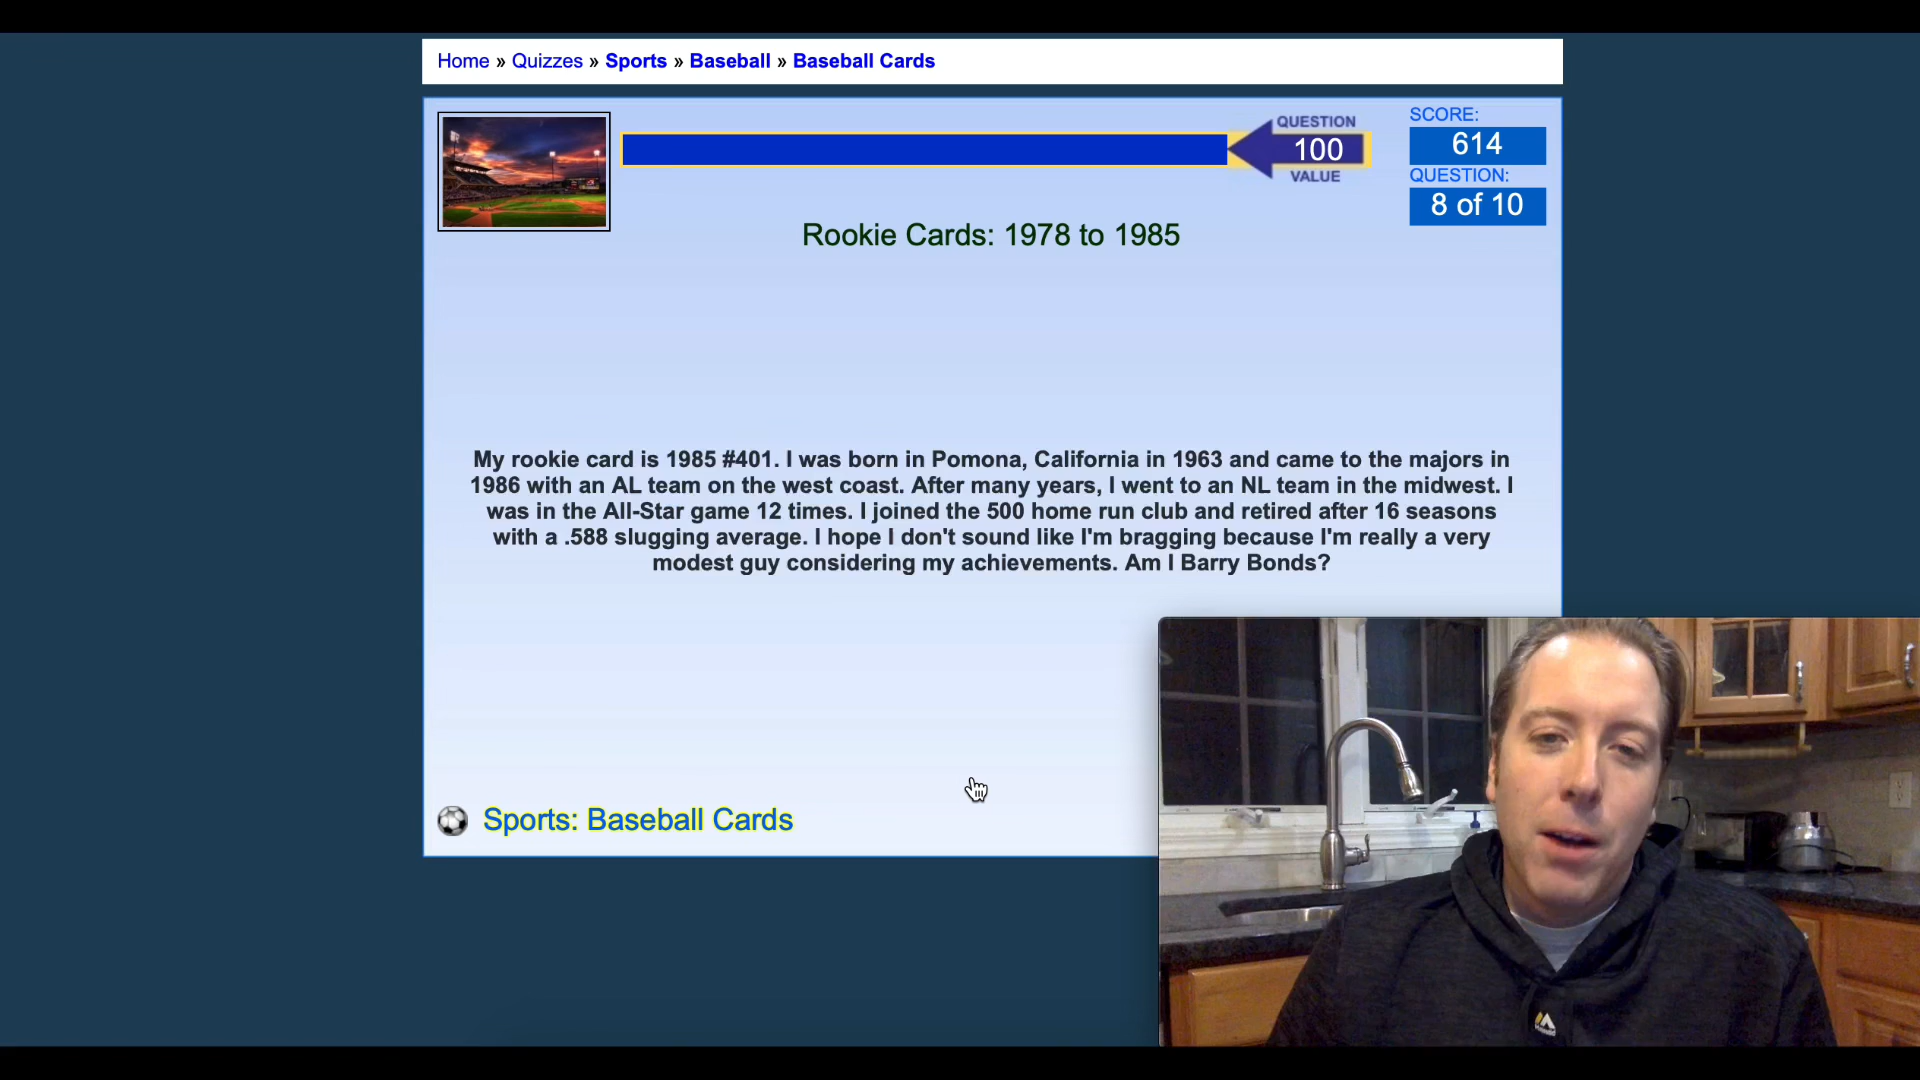 Home » Quizzes » Sports » Baseball » Baseball Cards
QUESTION
100
VALUE
SCORE:
614
QUESTION:
8 of 10
Rookie Cards: 1978 to 1985
My rookie card is 1985 #401. I was born in Pomona, California in 1963 and came to the majors in
1986 with an AL team on the west coast. After many years, I went to an NL team in the midwest. I
was in the All-Star game 12 times. I joined the 500 home run club and retired after 16 seasons
with a .588 slugging average. I hope I don't sound like I'm bragging because I'm really a very
modest guy considering my achievements. Am I Barry Bonds?
Sports: Baseball Cards